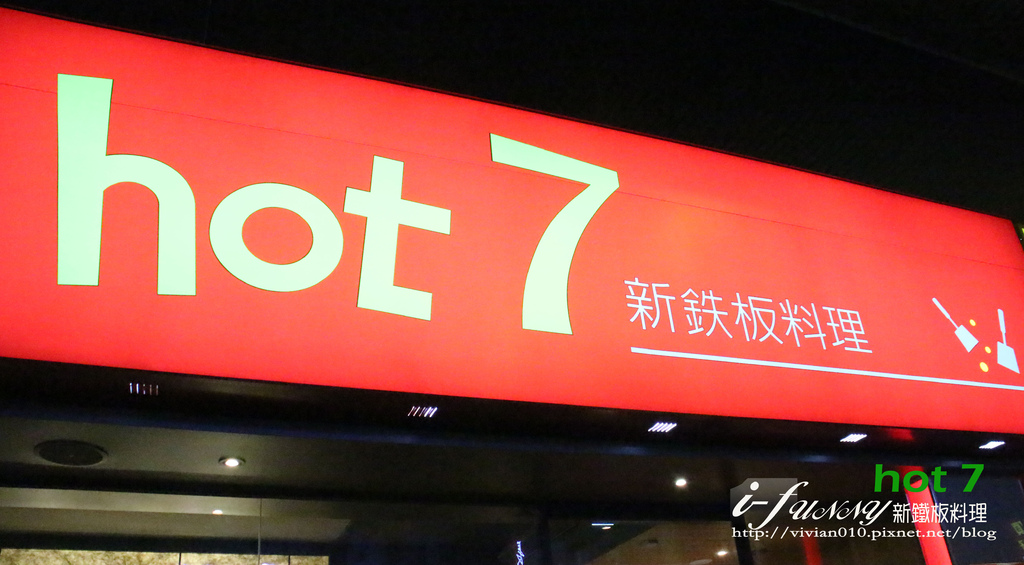 hot 7
新鉄板料理
hot 7
i-funny 新鐵板料理
http://vivian010.pixnet.net/blog